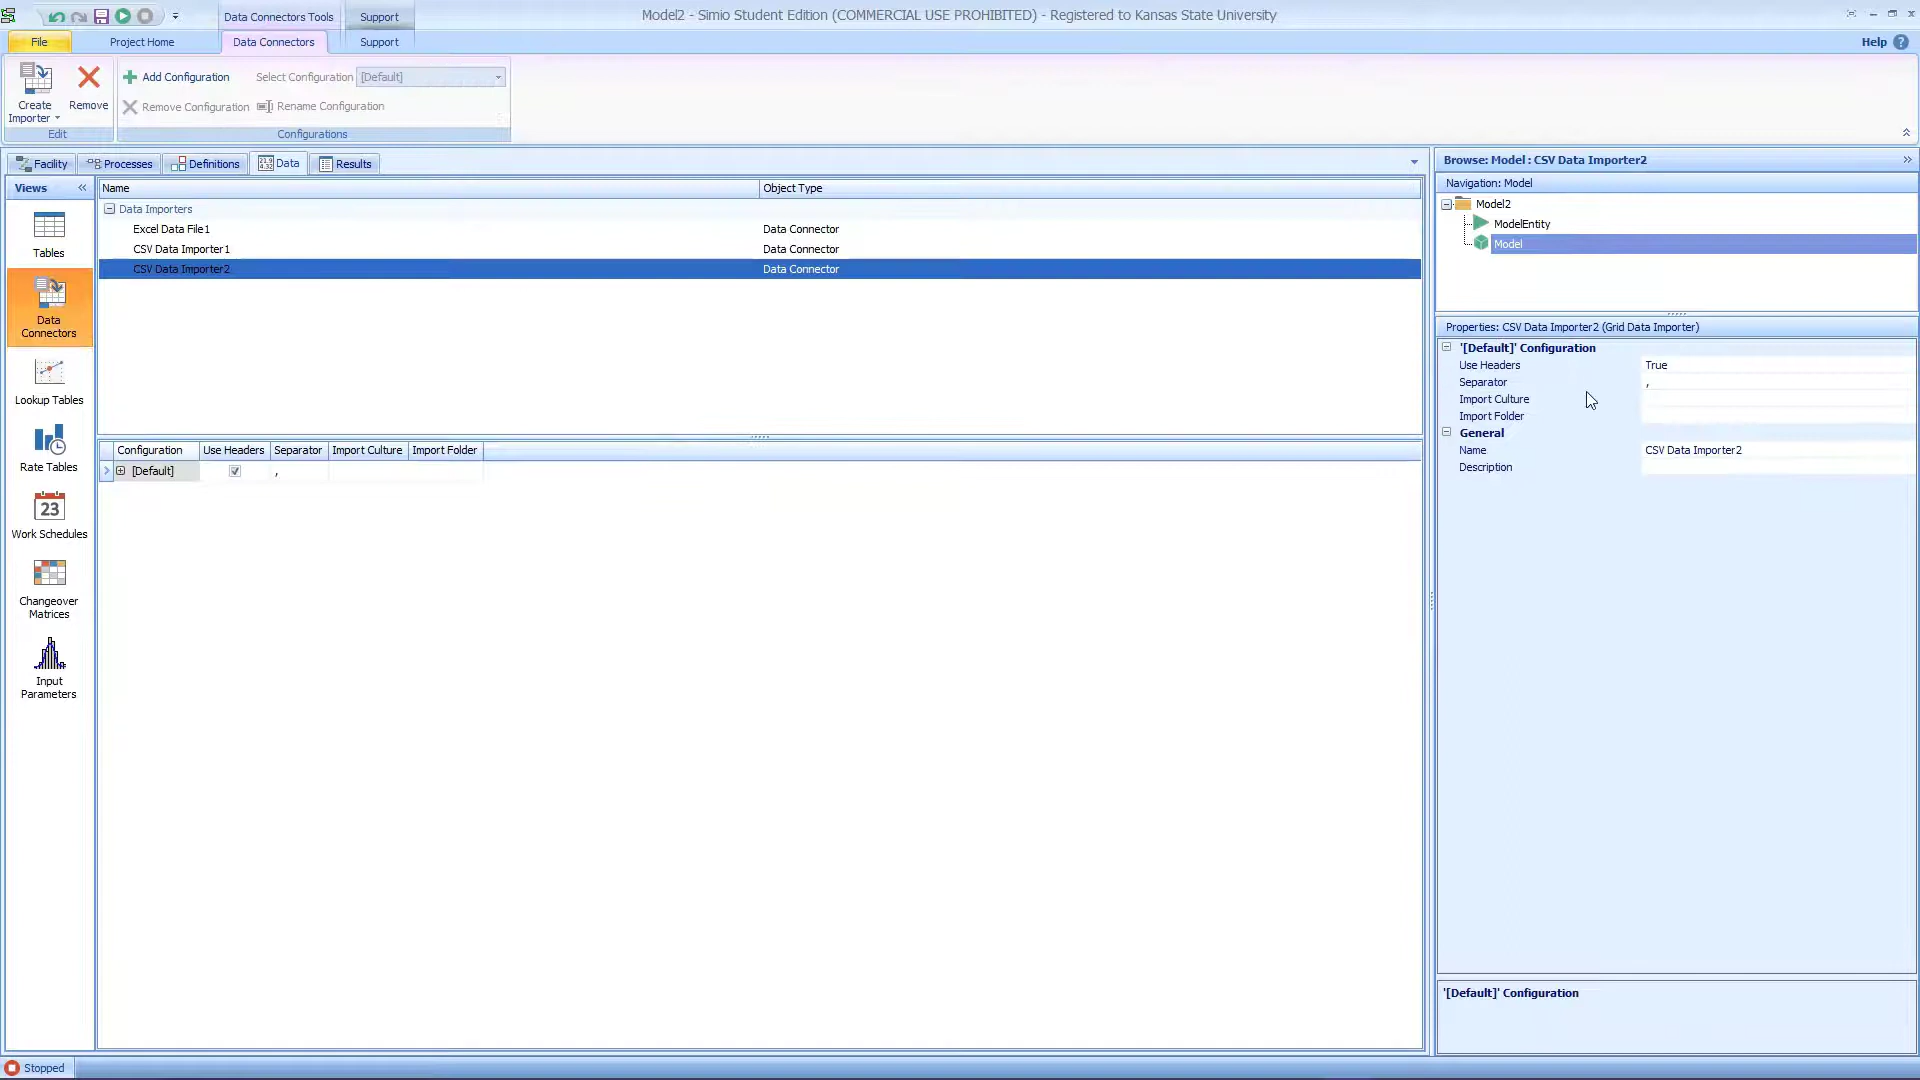 Data Connectors Tools
Support
Model2 - Simio Student Edition (COMMERCIAL USE PROHIBITED) - Registered to Kansas State University
File
Project Home
Data Connectors
Support
Help
Create
Importer
Remove
Add Configuration
Select Configuration
[Default]
Remove Configuration
Rename Configuration
Edit
Configurations
Facility
Processes
Definitions
Data
Results
Views
Tables
Data
Connectors
Lookup Tables
Rate Tables
23
Work Schedules
Changeover
Matrices
Input
Parameters
Name
Object Type
Data Importers
Excel Data File1
Data Connector
CSV Data Importer1
Data Connector
CSV Data Importer2
Data Connector
Configuration
Use Headers
Separator
Import Culture
Import Folder
[Default]
,
Browse: Model : CSV Data Importer2
Navigation: Model
Model2
ModelEntity
Model
Properties: CSV Data Importer2 (Grid Data Importer)
'[Default]' Configuration
Use Headers
True
Separator
,
Import Culture
Import Folder
General
Name
CSV Data Importer2
Description
'[Default]' Configuration
Stopped